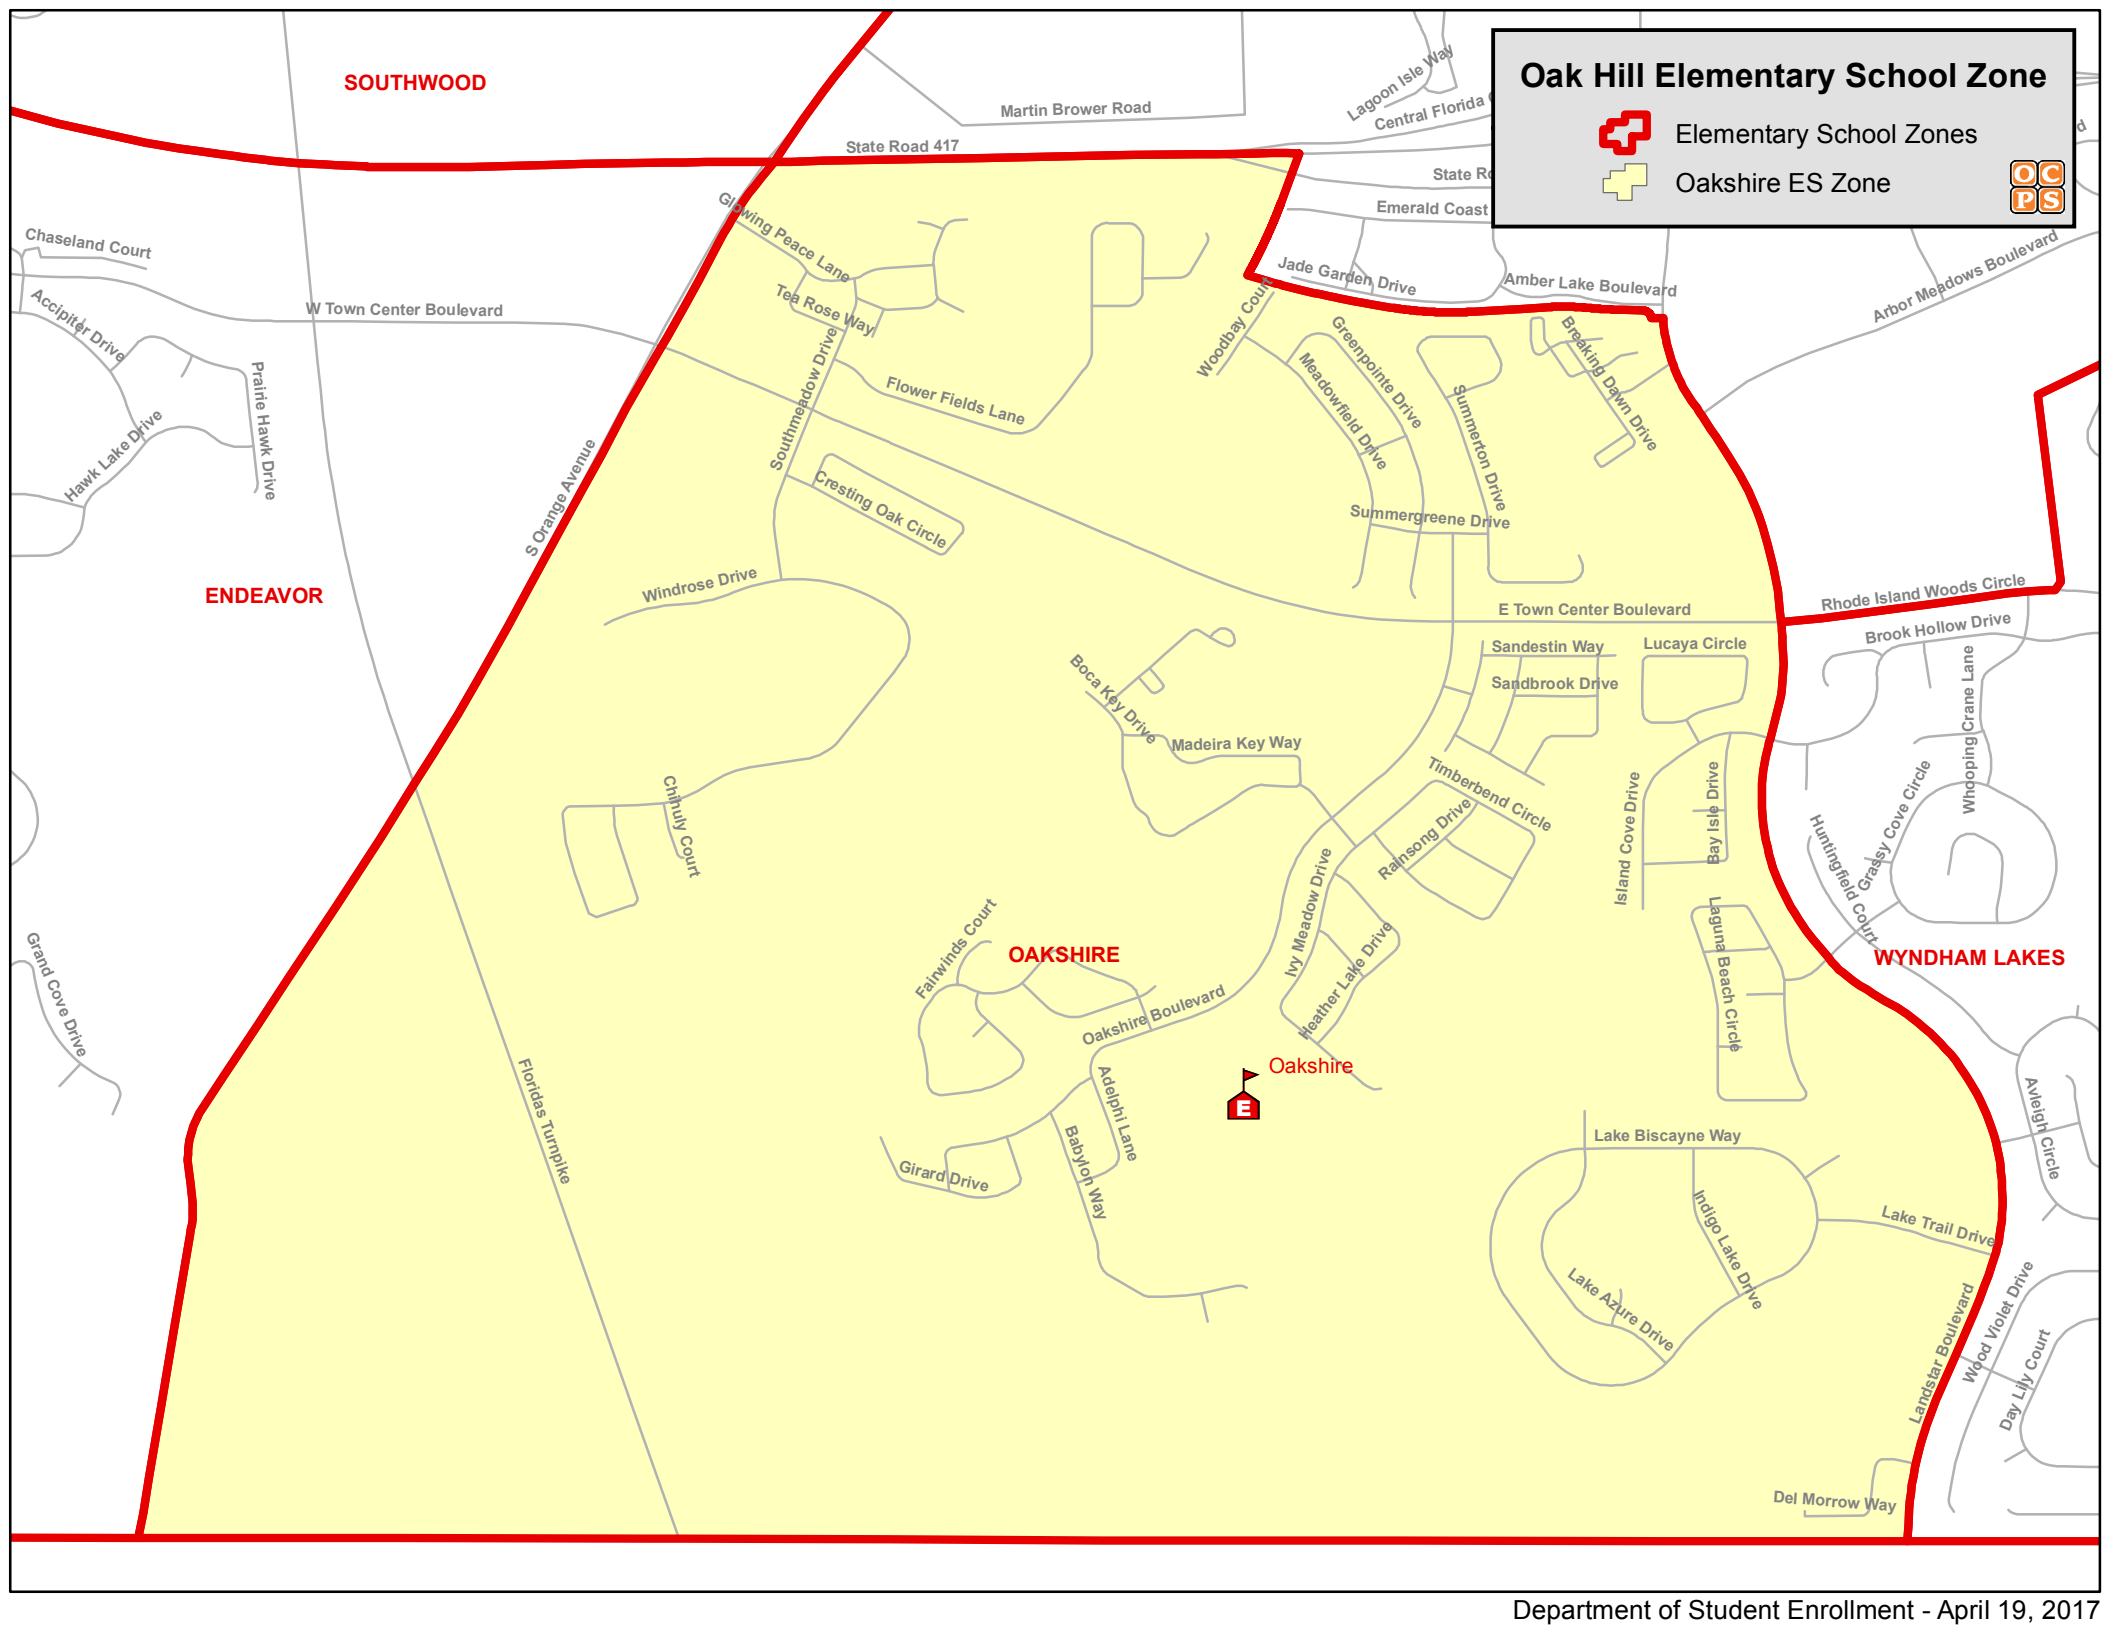 Oak Hill Elementary School Zone
Elementary School Zones
Oakshire ES Zone
OC
PS
SOUTHWOOD
Martin Brower Road
Lagoon Isle Way
Central Florida
State Road 417
Emerald Coast
Glowing Peace Lane
Chaseland Court
Jade Garden Drive
Amber Lake Boulevard
Arbor Meadows Boulevard
Accipiter Drive
W Town Center Boulevard
Tea Rose Way
Woodbay Court
Greenpointe Drive
Breaking Dawn Drive
Prairie Hawk Drive
Southmeadow Drive
Flower Fields Lane
Meadowfield Drive
Summerton Drive
Hawk Lake Drive
S Orange Avenue
Cresting Oak Circle
Summergreene Drive
ENDEAVOR
Windrose Drive
E Town Center Boulevard
Rhode Island Woods Circle
Brook Hollow Drive
Sandestin Way
Lucaya Circle
Boca Key Drive
Sandbrook Drive
Whooping Crane Lane
Madeira Key Way
Timberbend Circle
Chihuly Court
Rainsong Drive
Island Cove Drive
Bay Isle Drive
Grassy Cove Circle
Huntingfield Court
Ivy Meadow Drive
Fairwinds Court
OAKSHIRE
Heather Lake Drive
Laguna Beach Circle
WYNDHAM LAKES
Grand Cove Drive
Oakshire Boulevard
Oakshire
E
Floridas Turnpike
Adelphi Lane
Babylon Way
Girard Drive
Lake Biscayne Way
Avleigh Circle
Indigo Lake Drive
Lake Trail Drive
Lake Azure Drive
Landstar Boulevard
Wood Violet Drive
Day Lily Court
Del Morrow Way
Department of Student Enrollment - April 19, 2017